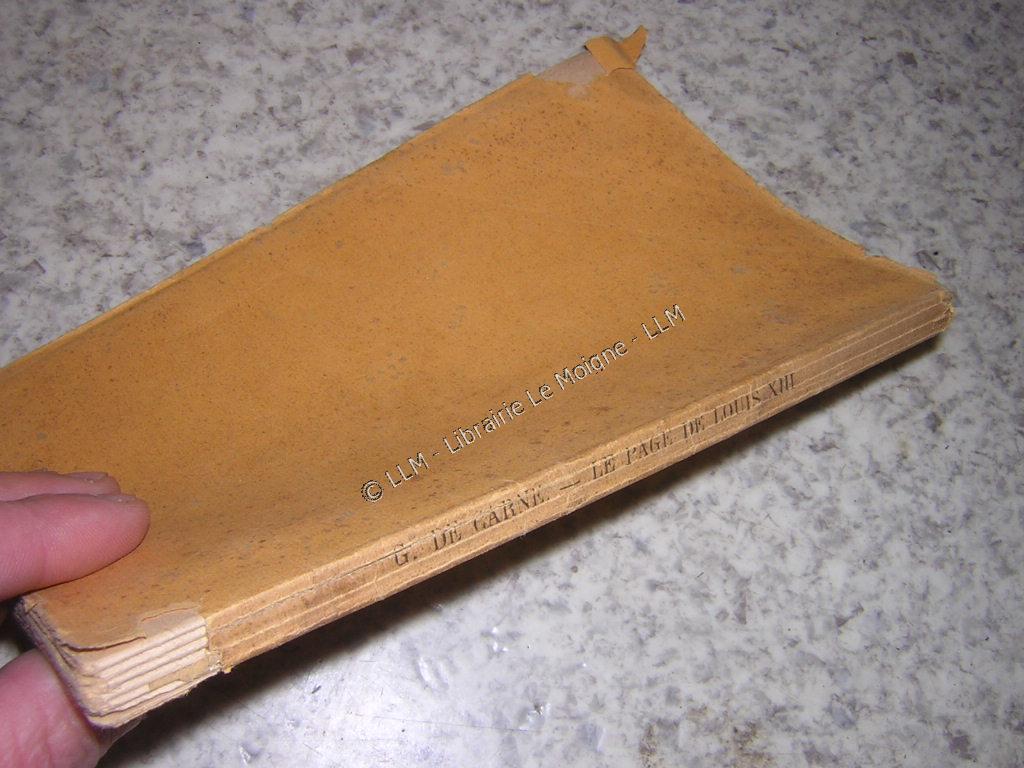 © LLM - Librairie Le Moigne - LLM
G. DE CARNÉ. — LE PAGE DE LOUIS XIII